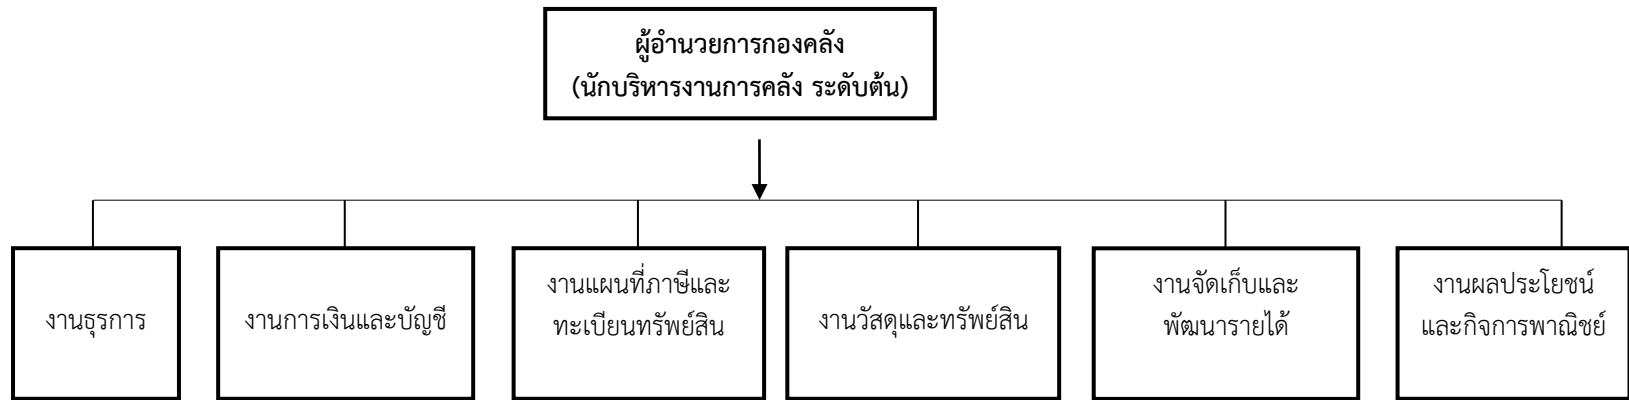 ผู้อำนวยการกองคลัง
(นักบริหารงานการคลัง ระดับต้น)
งานธุรการ
งานการเงินและบัญชี
งานแผนที่ภาษีและ
ทะเบียนทรัพย์สิน
งานวัสดุและทรัพย์สิน
งานจัดเก็บและ
พัฒนารายได้
งานผลประโยชน์
และกิจการพาณิชย์